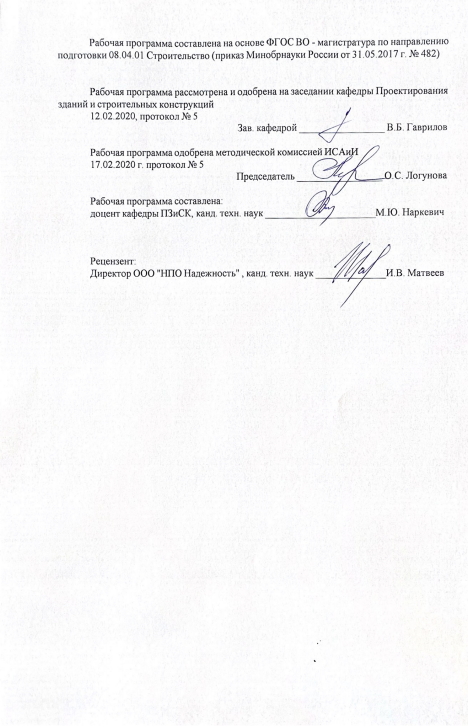 Рабочая программа составлена на основе ФГОС ВО - магистратура по направлению
подготовки 08.04.01 Строительство (приказ Минобрнауки России от 31.05.2017 г. № 482)
Рабочая программа рассмотрена и одобрена на заседании кафедры Проектирования
зданий и строительных конструкций
12.02.2020, протокол № 5
Зав. кафедрой В.Б. Гаврилов
Рабочая программа одобрена методической комиссией ИСАиИ
17.02.2020 г. протокол № 5
Председатель О.С. Логунова
Рабочая программа составлена:
доцент кафедры ПЗиСК, канд. техн. наук М.Ю. Наркевич
Рецензент:
Директор ООО "НПО Надежность" , канд. техн. наук И.В. Матвеев